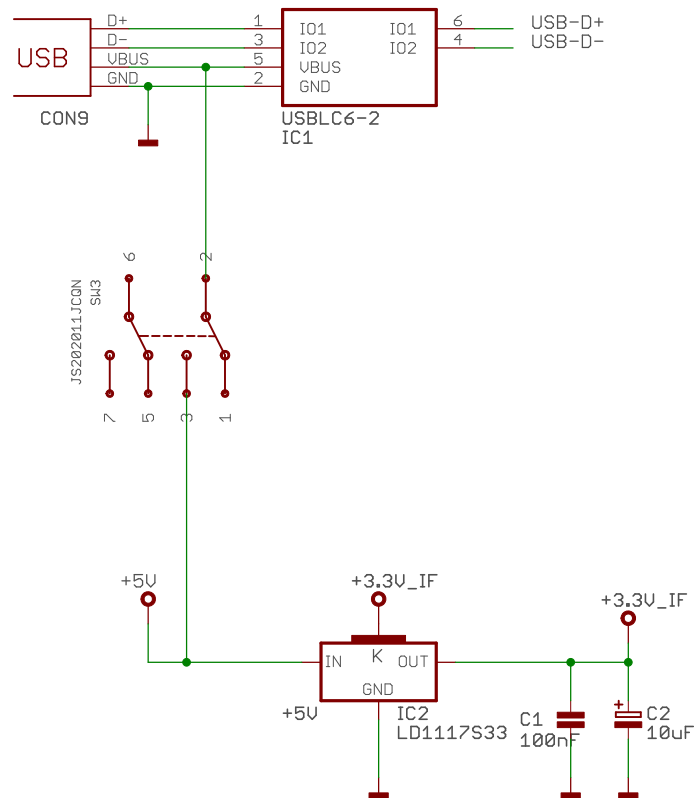 D+
D-
VBUS
GND
USB
CON9
1
3
5
2
IO1
IO2
VBUS
GND
IO1
IO2
6
4
USB-D+
USB-D-
USBLC6-2
IC1
6
2
JS202011JCQN
SW3
7
5
3
1
+5V
+3.3V_IF
+3.3V_IF
IN
K
OUT
GND
+5V
IC2
LD1117S33
C1
100nF
+
C2
10uF